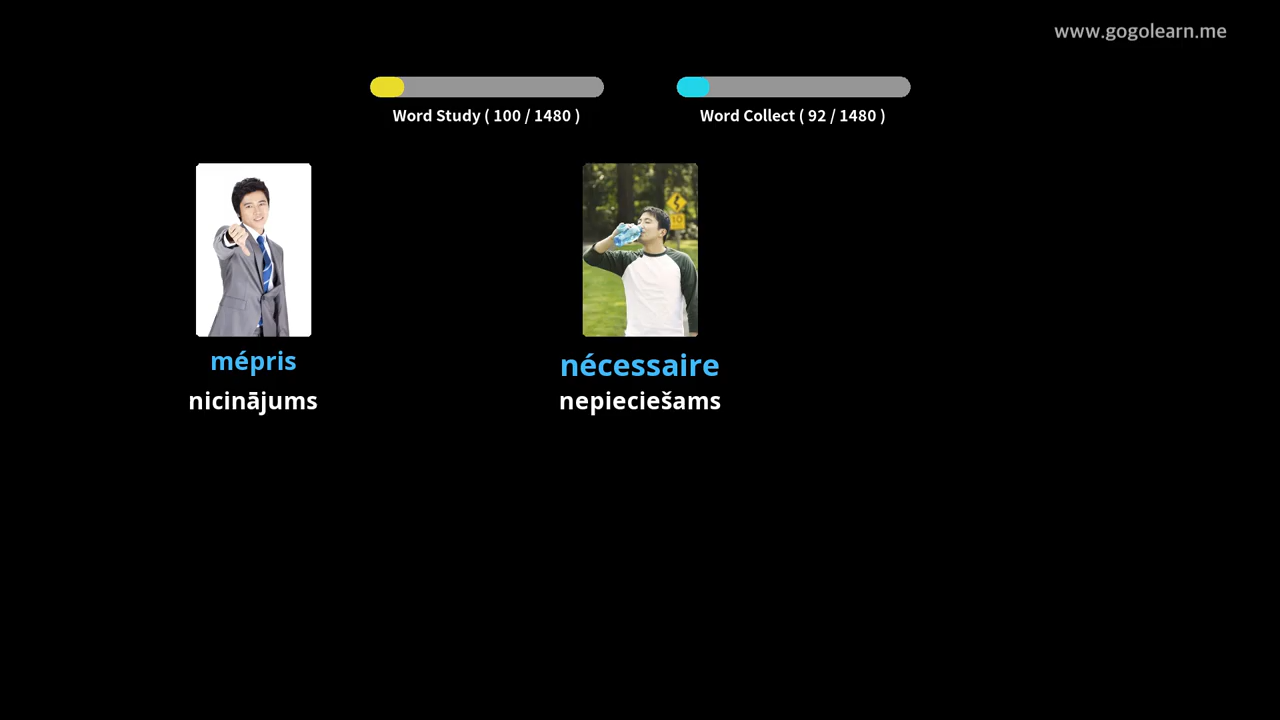 www.gogolearn.me
Word Study ( 100 / 1480 )
Word Collect ( 92 / 1480 )
mépris
nicinājums
nécessaire
nepieciešams